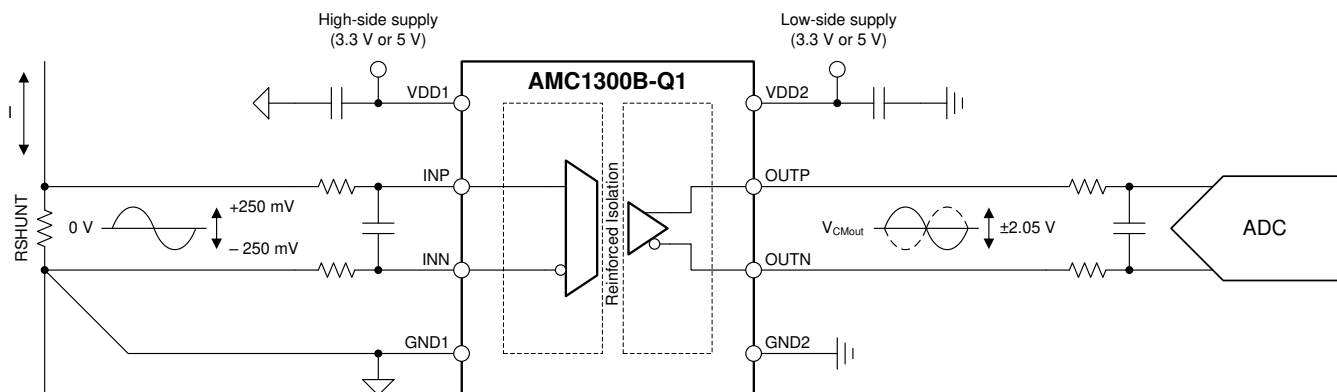 High-side supply
(3.3 V or 5 V)
Low-side supply
(3.3 V or 5 V)
AMC1300B-Q1
VDD1
VDD2
I
INP
OUTP
RSHUNT
0 V
+250 mV
– 250 mV
Reinforced Isolation
VCMout
±2.05 V
ADC
INN
OUTN
GND1
GND2